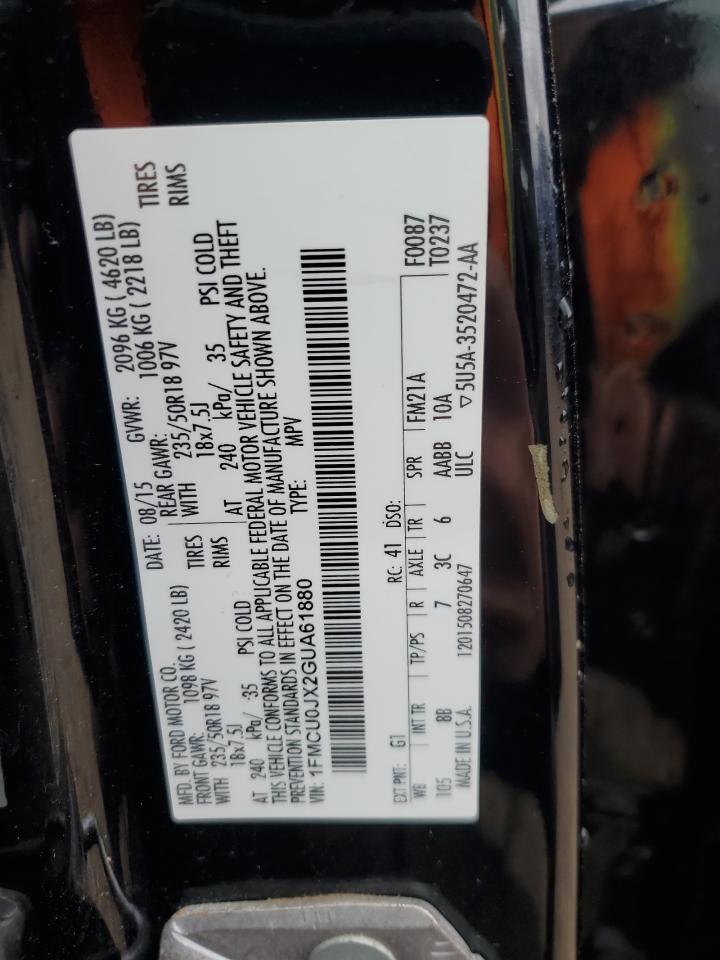 MFD. BY FORD MOTOR CO. DATE: 08/15 GVWR: 2096 KG ( 4620 LB)
FRONT GAWR: 1098 KG ( 2420 LB) REAR GAWR: 1006 KG ( 2218 LB)
WITH 235/50R18 97V TIRES WITH 235/50R18 97V TIRES
18x7.5J RIMS 18x7.5J RIMS
AT 240 kPa/ 35 PSI COLD AT 240 kPa/ 35 PSI COLD
THIS VEHICLE CONFORMS TO ALL APPLICABLE FEDERAL MOTOR VEHICLE SAFETY AND THEFT
PREVENTION STANDARDS IN EFFECT ON THE DATE OF MANUFACTURE SHOWN ABOVE.
VIN: 1FMCU0JX2GUA61880 TYPE: MPV
EXT PNT: G1 RC: 41 DSO: F0087
WB INT TR TP/PS R AXLE TR SPR FM21A T0237
105 8B 7 3C 6 AABB 10A
MADE IN U.S.A. 1201508270647 ULC ▽5U5A-3520472-AA